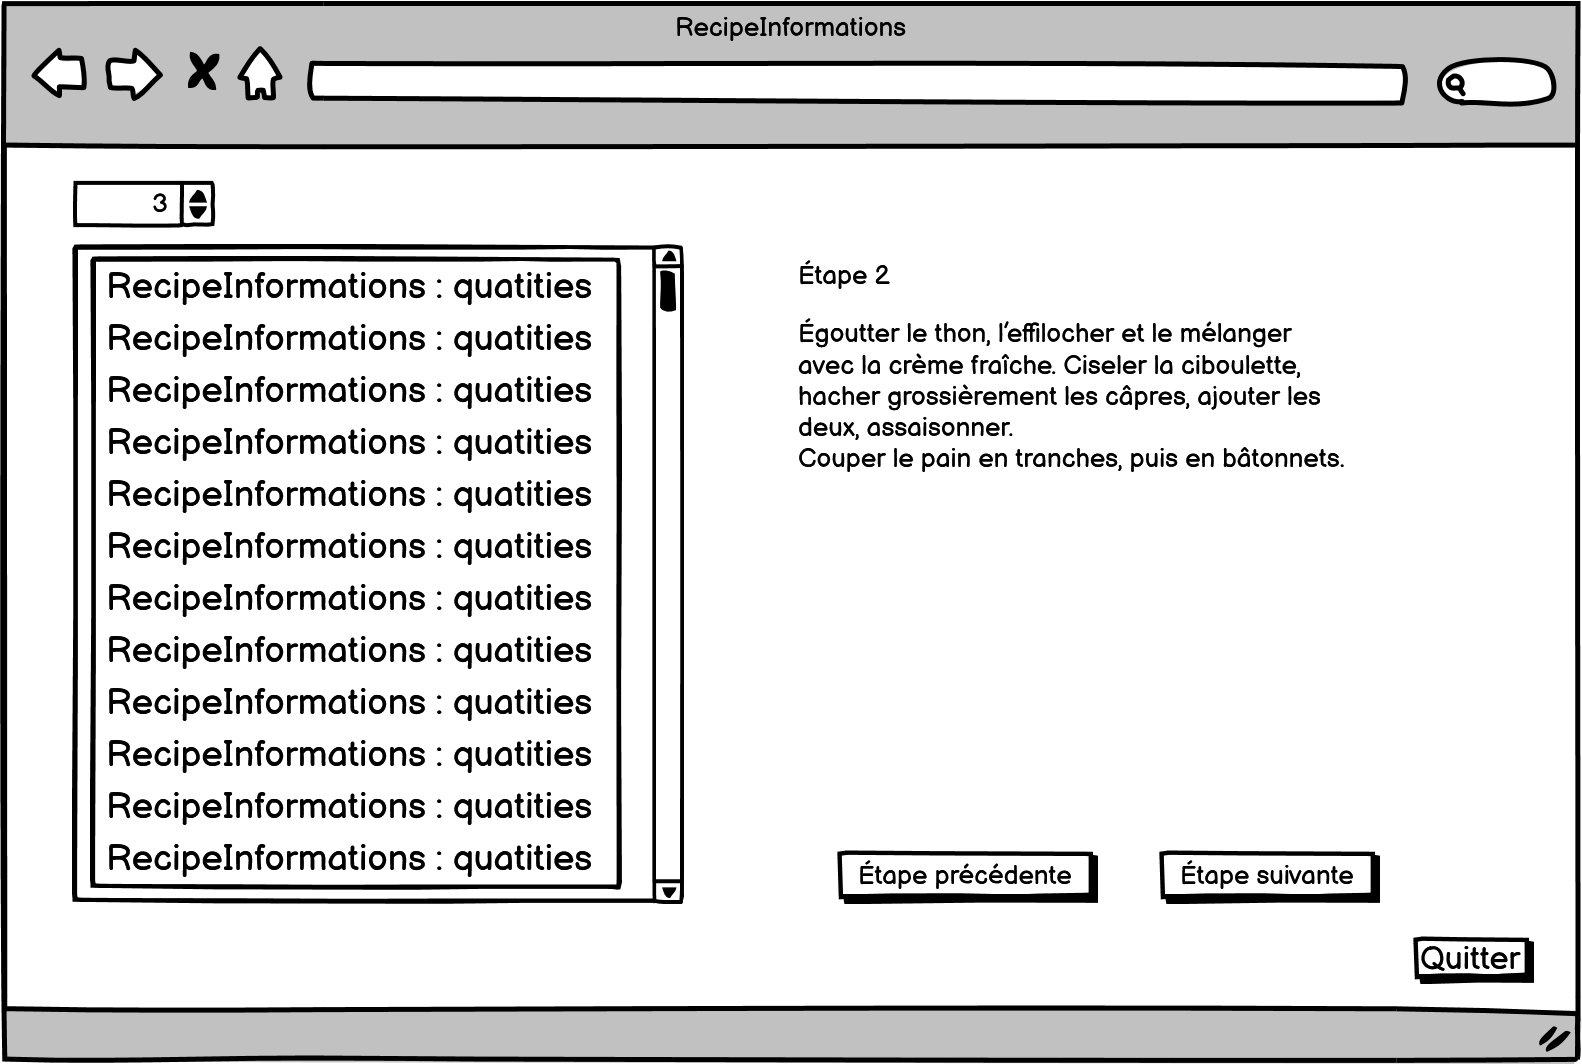 RecipeInformations
3
RecipeInformations : quatities
RecipeInformations : quatities
RecipeInformations : quatities
RecipeInformations : quatities
RecipeInformations : quatities
RecipeInformations : quatities
RecipeInformations : quatities
RecipeInformations : quatities
RecipeInformations : quatities
RecipeInformations : quatities
RecipeInformations : quatities
RecipeInformations : quatities
Étape 2
Égoutter le thon, l'effilocher et le mélanger
avec la crème fraîche. Ciseler la ciboulette,
hacher grossièrement les câpres, ajouter les
deux, assaisonner.
Couper le pain en tranches, puis en bâtonnets.
Étape précédente
Étape suivante
Quitter